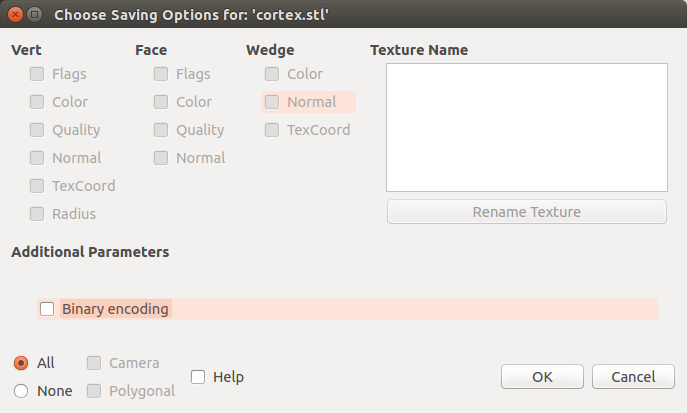 Choose Saving Options for: 'cortex.stl'
Vert Face Wedge Texture Name
Flags Flags Color
Color Color Normal
Quality Quality TexCoord
Normal Normal
TexCoord
Radius Rename Texture
Additional Parameters
Binary encoding
All Camera
None Polygonal Help OK Cancel